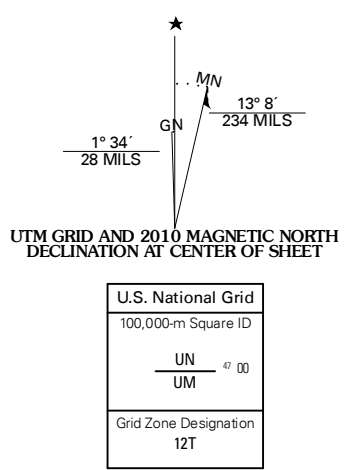 ★
MN
13° 8´
234 MILS
GN
1° 34´
28 MILS
UTM GRID AND 2010 MAGNETIC NORTH
DECLINATION AT CENTER OF SHEET
U.S. National Grid
100,000-m Square ID
UN
47 00
UM
Grid Zone Designation
12T